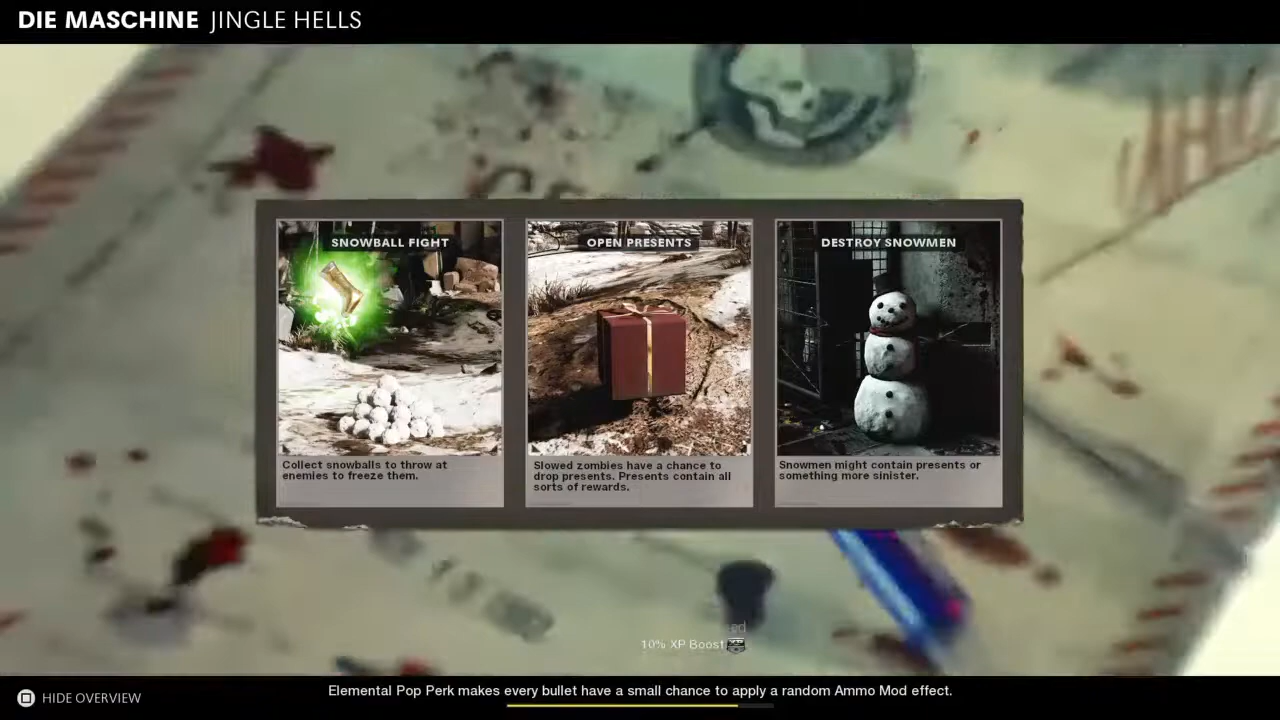 DIE MASCHINE JINGLE HELLS
SNOWBALL FIGHT
Collect snowballs to throw at
enemies to freeze them.
OPEN PRESENTS
Slowed zombies have a chance to
drop presents. Presents contain all
sorts of rewards.
DESTROY SNOWMEN
Snowmen might contain presents or
something more sinister.
10% XP Boost
HIDE OVERVIEW
Elemental Pop Perk makes every bullet have a small chance to apply a random Ammo Mod effect.